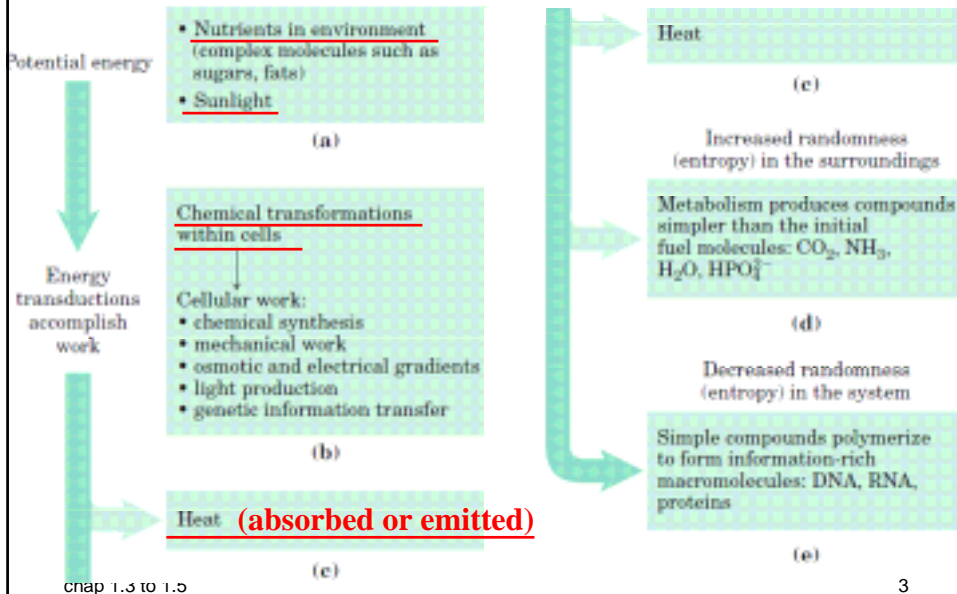 Potential energy
• Nutrients in environment
(complex molecules such as
sugars, fats)
• Sunlight
(a)
Chemical transformations
within cells
Energy
transductions
accomplish
work
Cellular work:
• chemical synthesis
• mechanical work
• osmotic and electrical gradients
• light production
• genetic information transfer
(b)
Heat (absorbed or emitted)
(c)
Heat
(c)
Increased randomness
(entropy) in the surroundings
Metabolism produces compounds
simpler than the initial
fuel molecules: CO₂, NH₃,
H₂O, HPO₄²⁻
(d)
Decreased randomness
(entropy) in the system
Simple compounds polymerize
to form information-rich
macromolecules: DNA, RNA,
proteins
(e)
chap 1.3 to 1.5
3